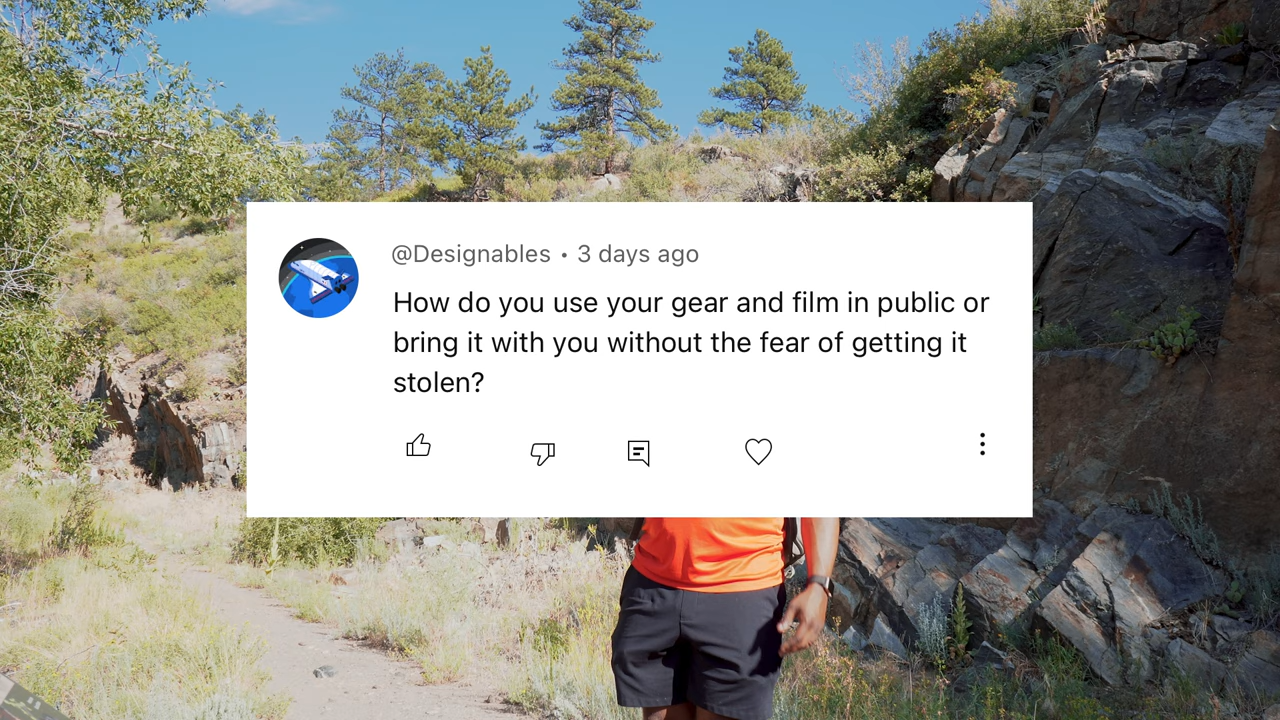 @Designables • 3 days ago
How do you use your gear and film in public or
bring it with you without the fear of getting it
stolen?